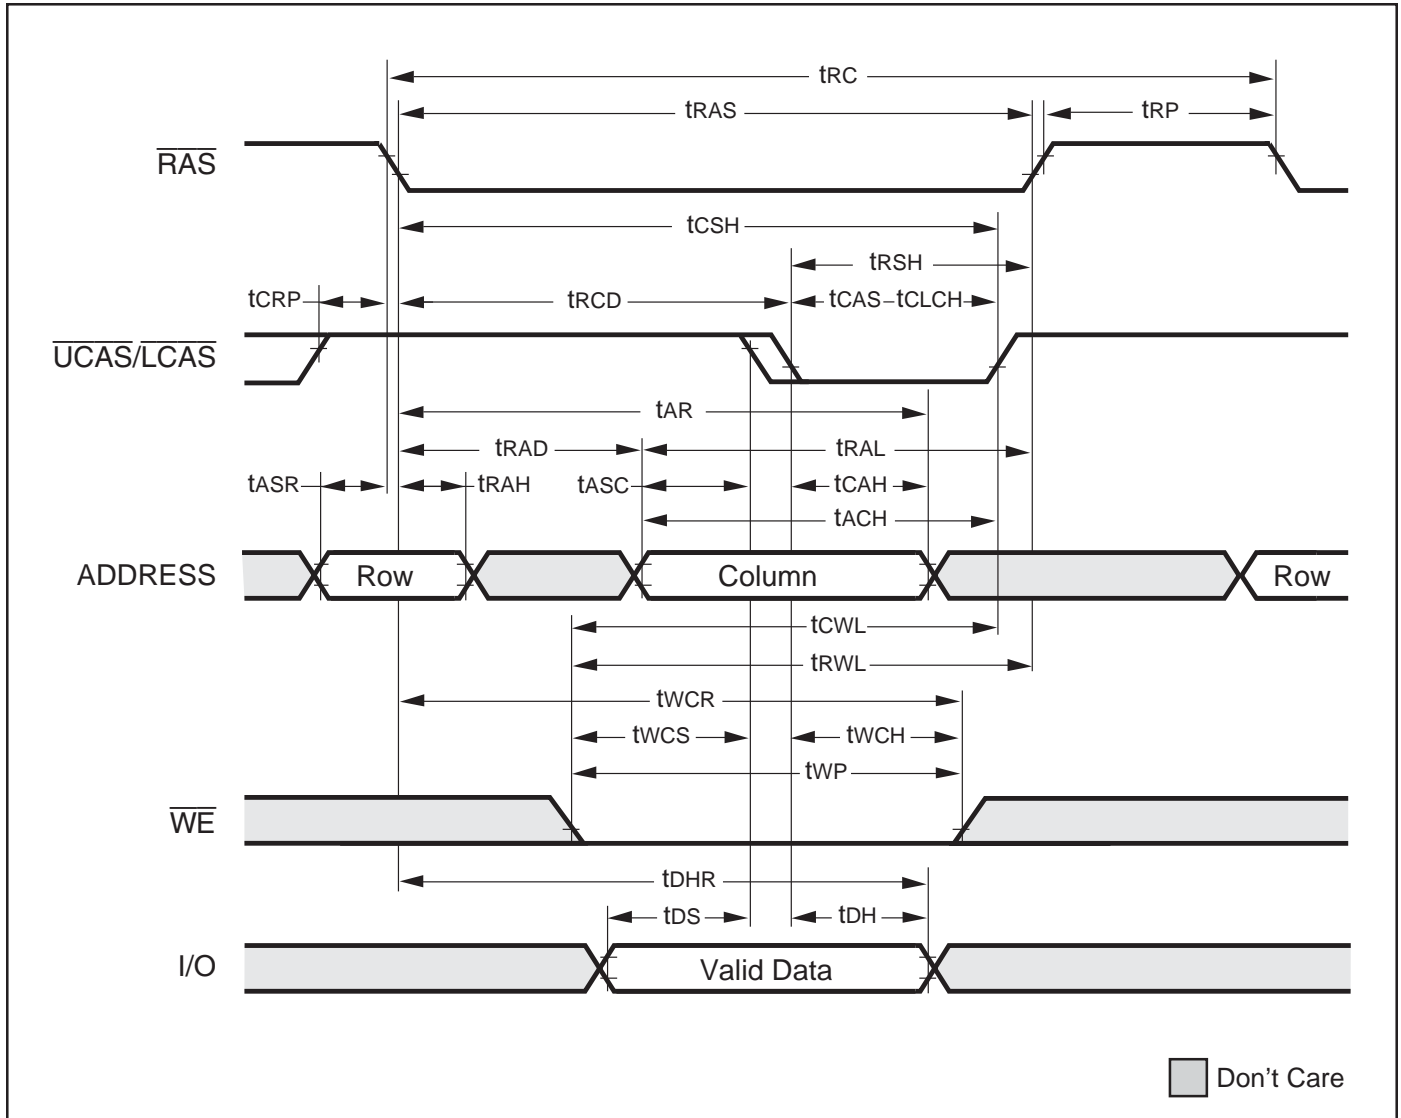 tRC
tRAS
tRP
RAS
tCSH
tRSH
tCRP
tRCD
tCAS
tCLCH
UCAS/LCAS
tAR
tRAD
tRAL
tASR
tRAH
tASC
tCAH
tACH
ADDRESS
Row
Column
Row
tCWL
tRWL
tWCR
tWCS
tWCH
tWP
WE
tDHR
tDS
tDH
I/O
Valid Data
Don't Care